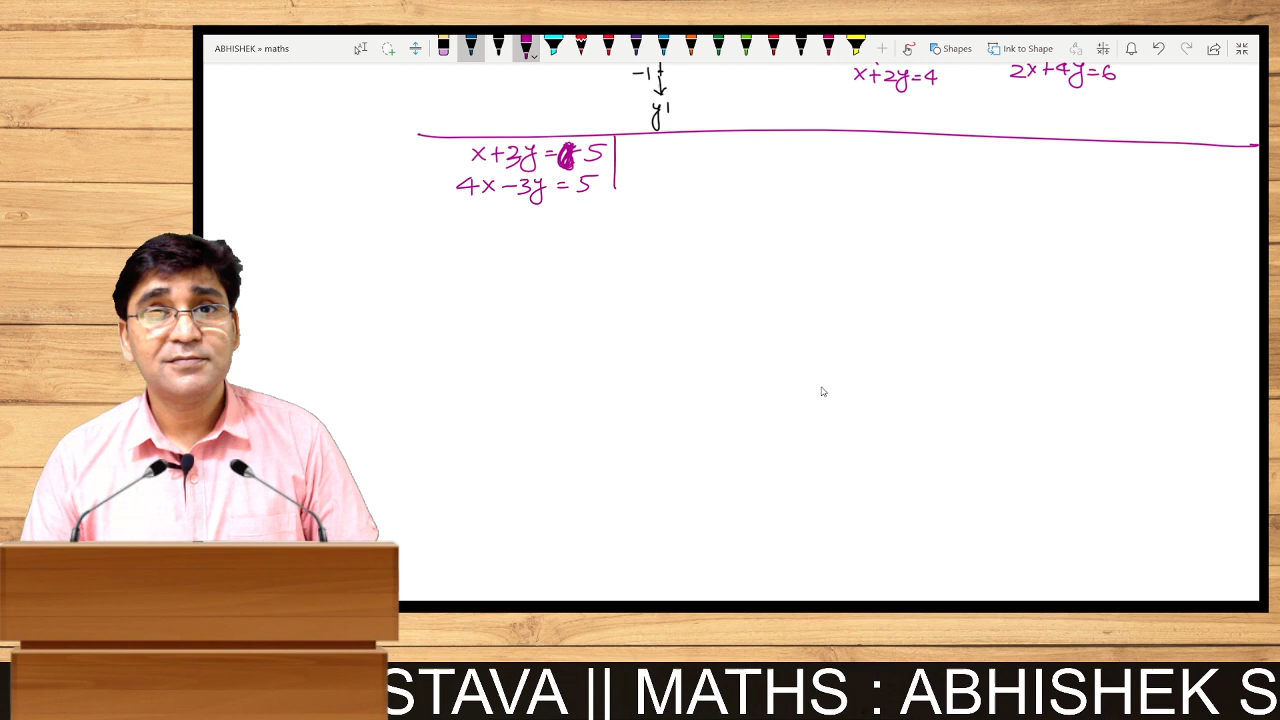 ABHISHEK » maths
Shapes
Ink to Shape
-1
y'
x+2y=4
2x+4y=6
x+3y= 5
4x-3y = 5
STAVA || MATHS : ABHISHEK S